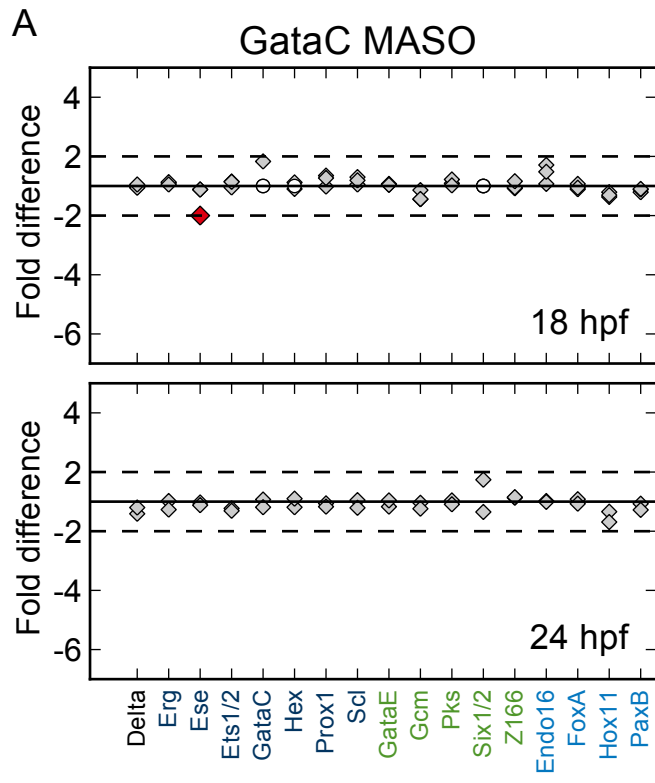 A
GataC MASO
Fold difference
4
2
-2
-4
-6
18 hpf
Fold difference
4
2
-2
-4
-6
24 hpf
Delta
Erg
Ese
Ets1/2
GataC
Hex
Prox1
Scl
GataE
Gcm
Pks
Six1/2
Z166
Endo16
FoxA
Hox11
PaxB